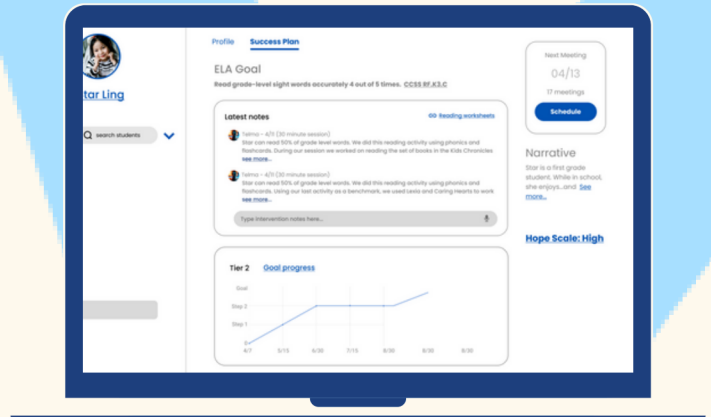 tar Ling
search students
Profile Success Plan
ELA Goal
Read grade-level sight words accurately 4 out of 5 times. CCSS RF.K3.C
Latest notes
Reading worksheets
Telma - 4/11 (30 minute session)
Star can read 50% of grade level words. We did this reading activity using phonics and
flashcards. During our session we worked on reading the set of books in the Kids Chronicles
see more...
Telma - 4/11 (30 minute session)
Star can read 50% of grade level words. We did this reading activity using phonics and
flashcards. Using our last activity as a benchmark, we used Lexia and Caring Hearts to work
see more...
Type intervention notes here...
Tier 2 Goal progress
Goal
Step 2
Step 1
0
4/7 5/15 6/30 7/15 8/30 8/30 9/30
Next Meeting
04/13
17 meetings
Schedule
Narrative
Star is a first grade
student. While in school,
she enjoys...and See
more...
Hope Scale: High